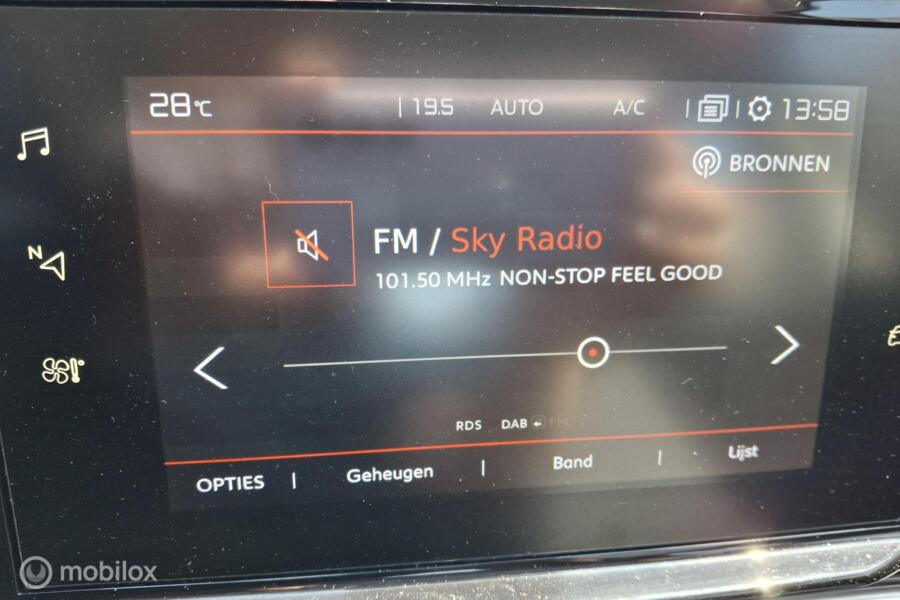 28°C | 19.5 AUTO A/C | | 13:58
BRONNEN
N
FM / Sky Radio
101.50 MHz NON-STOP FEEL GOOD
RDS DAB FM
OPTIES | Geheugen | Band | Lijst
mobilox